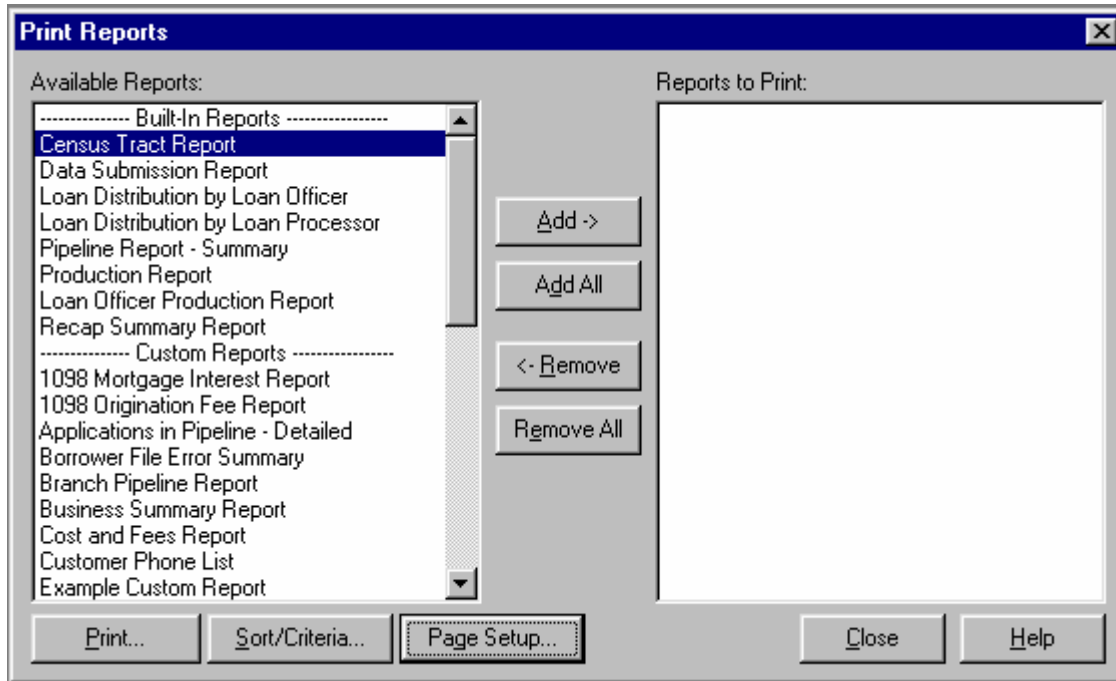 Print Reports
Available Reports:
--------------- Built-In Reports -----------------
Census Tract Report
Data Submission Report
Loan Distribution by Loan Officer
Loan Distribution by Loan Processor
Pipeline Report - Summary
Production Report
Loan Officer Production Report
Recap Summary Report
--------------- Custom Reports -----------------
1098 Mortgage Interest Report
1098 Origination Fee Report
Applications in Pipeline - Detailed
Borrower File Error Summary
Branch Pipeline Report
Business Summary Report
Cost and Fees Report
Customer Phone List
Example Custom Report
Add ->
Add All
<- Remove
Remove All
Reports to Print:
Print...
Sort/Criteria...
Page Setup...
Close
Help